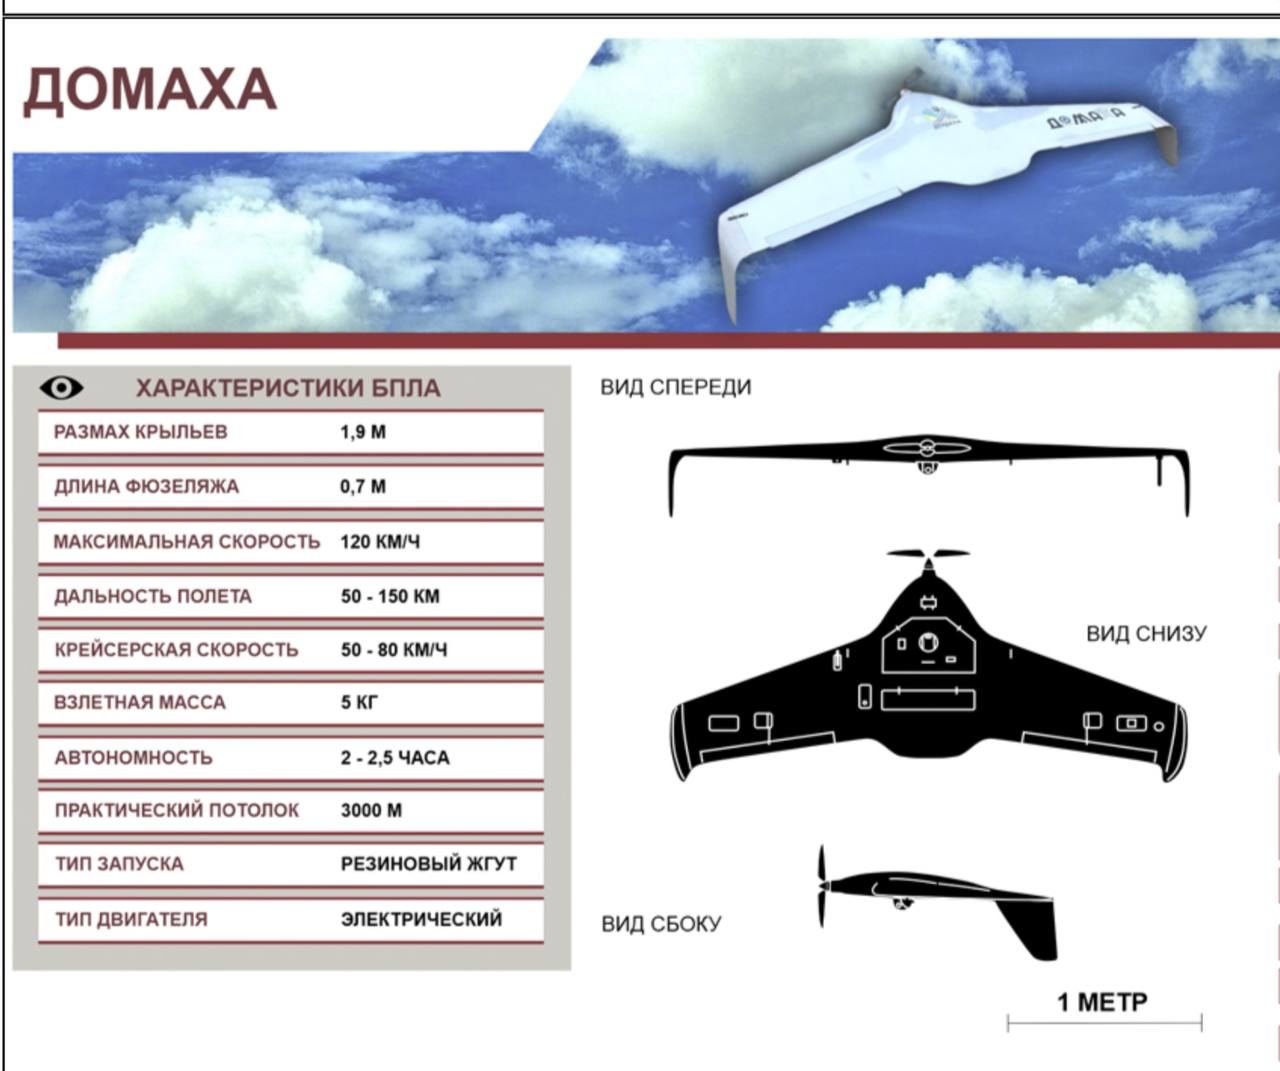 ДОМАХА
ДОМАХА
ХАРАКТЕРИСТИКИ БПЛА
РАЗМАХ КРЫЛЬЕВ 1,9 М
ДЛИНА ФЮЗЕЛЯЖА 0,7 М
МАКСИМАЛЬНАЯ СКОРОСТЬ 120 КМ/Ч
ДАЛЬНОСТЬ ПОЛЕТА 50 - 150 КМ
КРЕЙСЕРСКАЯ СКОРОСТЬ 50 - 80 КМ/Ч
ВЗЛЕТНАЯ МАССА 5 КГ
АВТОНОМНОСТЬ 2 - 2,5 ЧАСА
ПРАКТИЧЕСКИЙ ПОТОЛОК 3000 М
ТИП ЗАПУСКА РЕЗИНОВЫЙ ЖГУТ
ТИП ДВИГАТЕЛЯ ЭЛЕКТРИЧЕСКИЙ
ВИД СПЕРЕДИ
ВИД СНИЗУ
ВИД СБОКУ
1 МЕТР